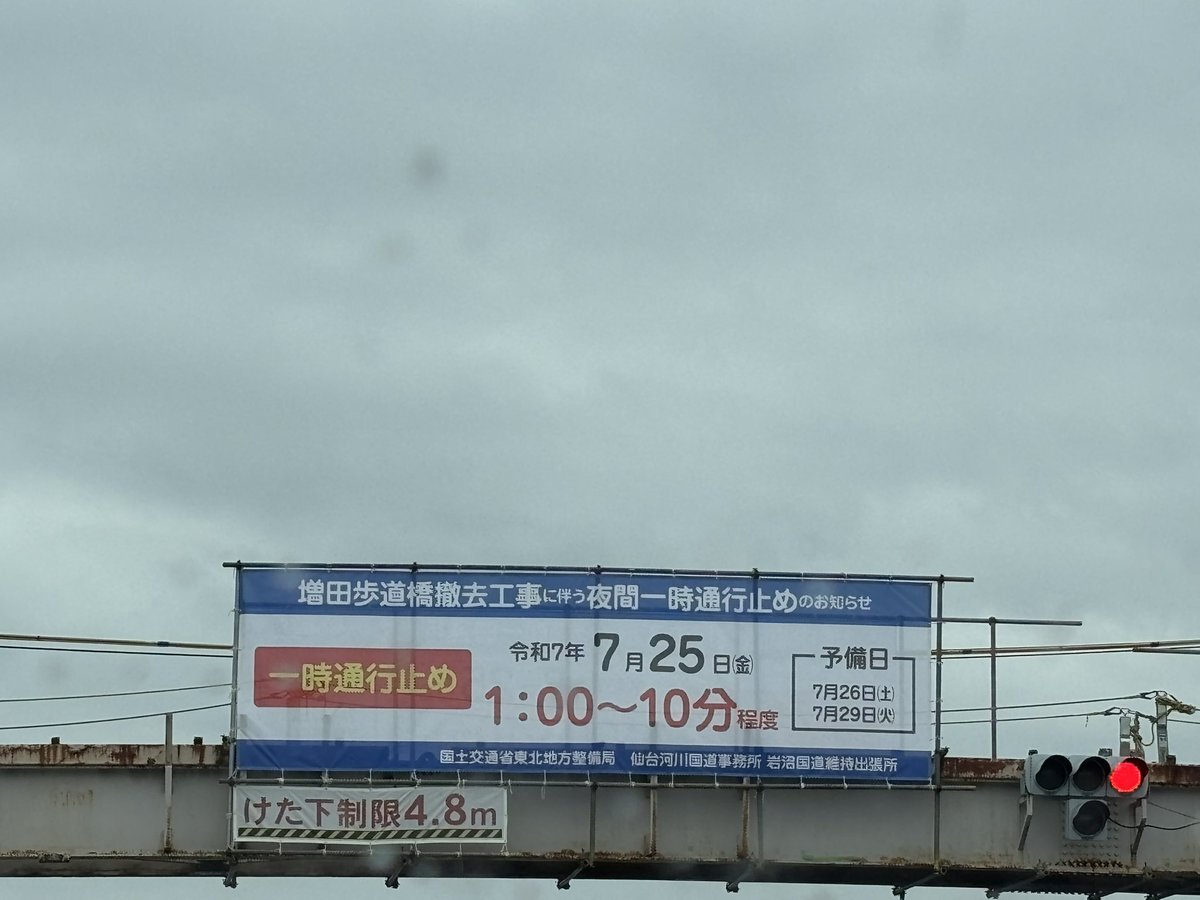 増田歩道橋撤去工事に伴う夜間一時通行止めのお知らせ
一時通行止め
令和7年 7月25日(金)
1:00～10分程度
予備日
7月26日(土)
7月29日(火)
国土交通省東北地方整備局 仙台河川国道事務所 岩沼国道維持出張所
けた下制限4.8m